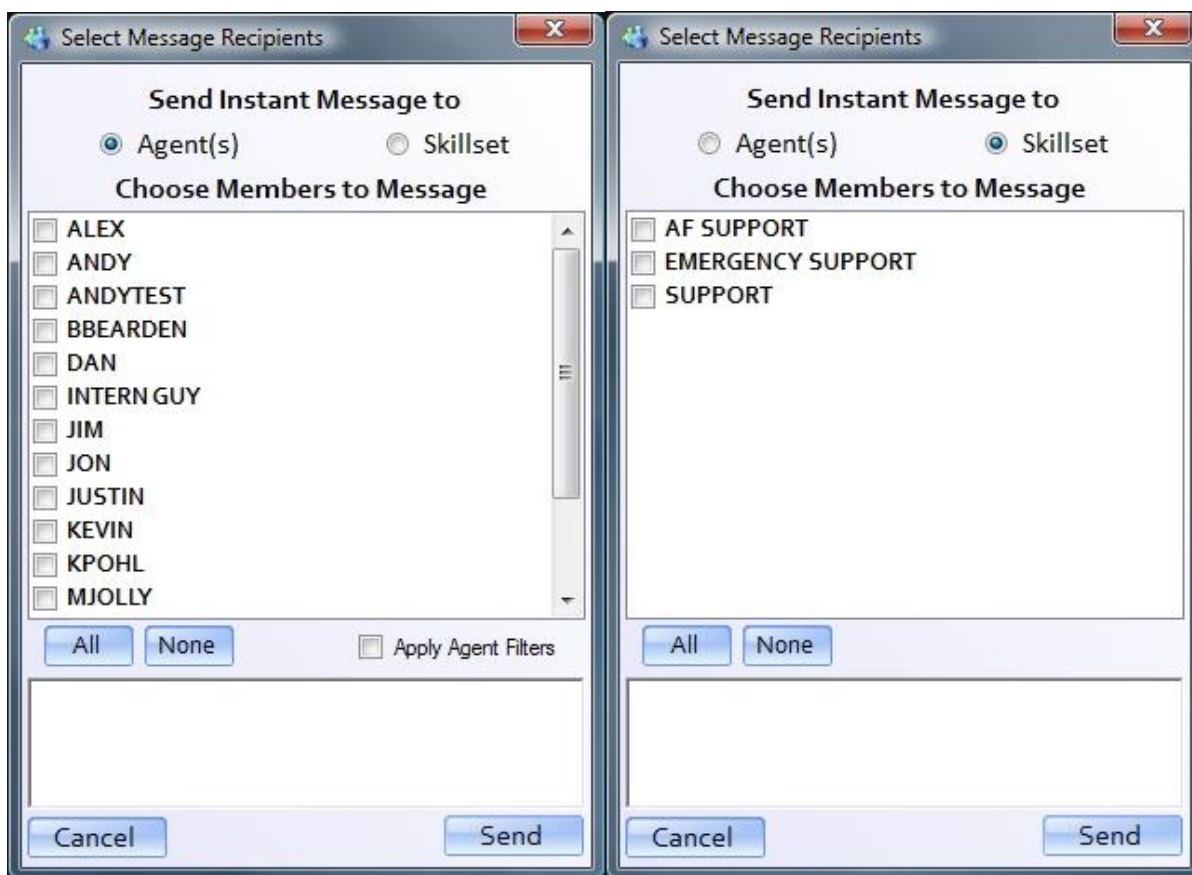 Select Message Recipients
Send Instant Message to
Agent(s) Skillset
Choose Members to Message
ALEX
ANDY
ANDYTEST
BBEARDEN
DAN
INTERN GUY
JIM
JON
JUSTIN
KEVIN
KPOHL
MJOLLY
All None Apply Agent Filters
Cancel Send
Select Message Recipients
Send Instant Message to
Agent(s) Skillset
Choose Members to Message
AF SUPPORT
EMERGENCY SUPPORT
SUPPORT
All None
Cancel Send